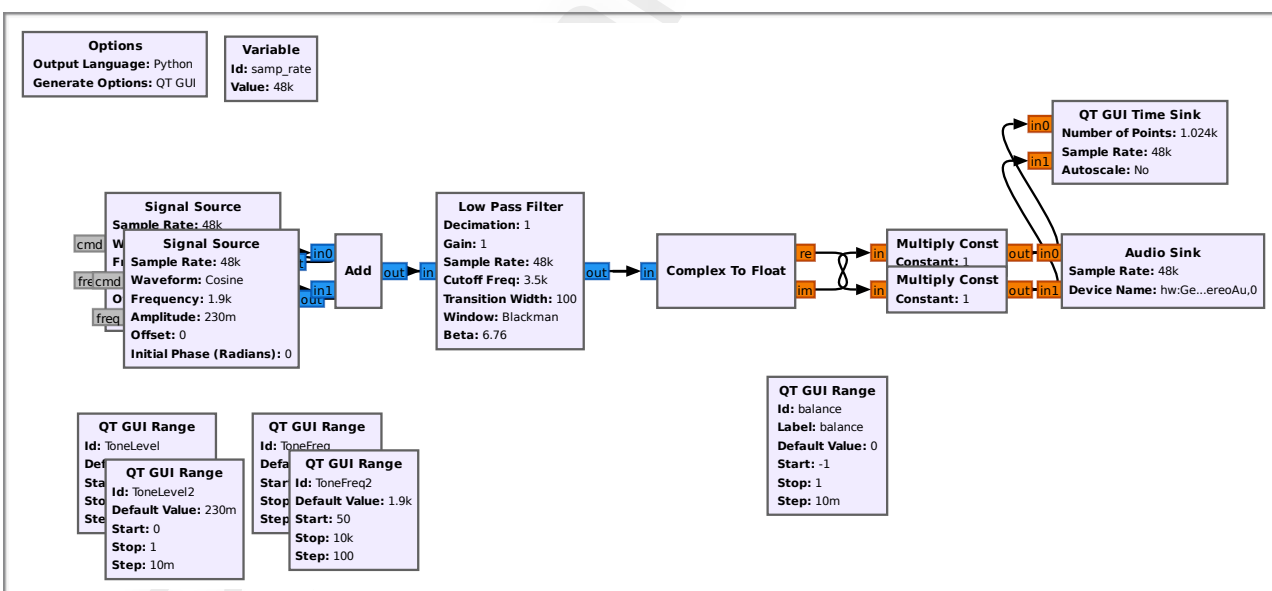 Options
Output Language: Python
Generate Options: QT GUI
Variable
Id: samp_rate
Value: 48k
QT GUI Time Sink
Number of Points: 1.024k
Sample Rate: 48k
Autoscale: No
in0
in1
Signal Source
Sample Rate: 48k
cmd
Signal Source
Sample Rate: 48k
Waveform: Cosine
Frequency: 1.9k
Amplitude: 230m
Offset: 0
Initial Phase (Radians): 0
cmd
freq
out
in0
in1
Add
out
in
Low Pass Filter
Decimation: 1
Gain: 1
Sample Rate: 48k
Cutoff Freq: 3.5k
Transition Width: 100
Window: Blackman
Beta: 6.76
out
in
Complex To Float
re
im
in
in
Multiply Const
Constant: 1
Multiply Const
Constant: 1
out
out
in0
in1
Audio Sink
Sample Rate: 48k
Device Name: hw:Ge...ereoAu,0
QT GUI Range
Id: balance
Label: balance
Default Value: 0
Start: -1
Stop: 1
Step: 10m
QT GUI Range
Id: ToneLevel
QT GUI Range
Id: ToneLevel2
Default Value: 230m
Start: 0
Stop: 1
Step: 10m
QT GUI Range
Id: ToneFreq
QT GUI Range
Id: ToneFreq2
Default Value: 1.9k
Start: 50
Stop: 10k
Step: 100